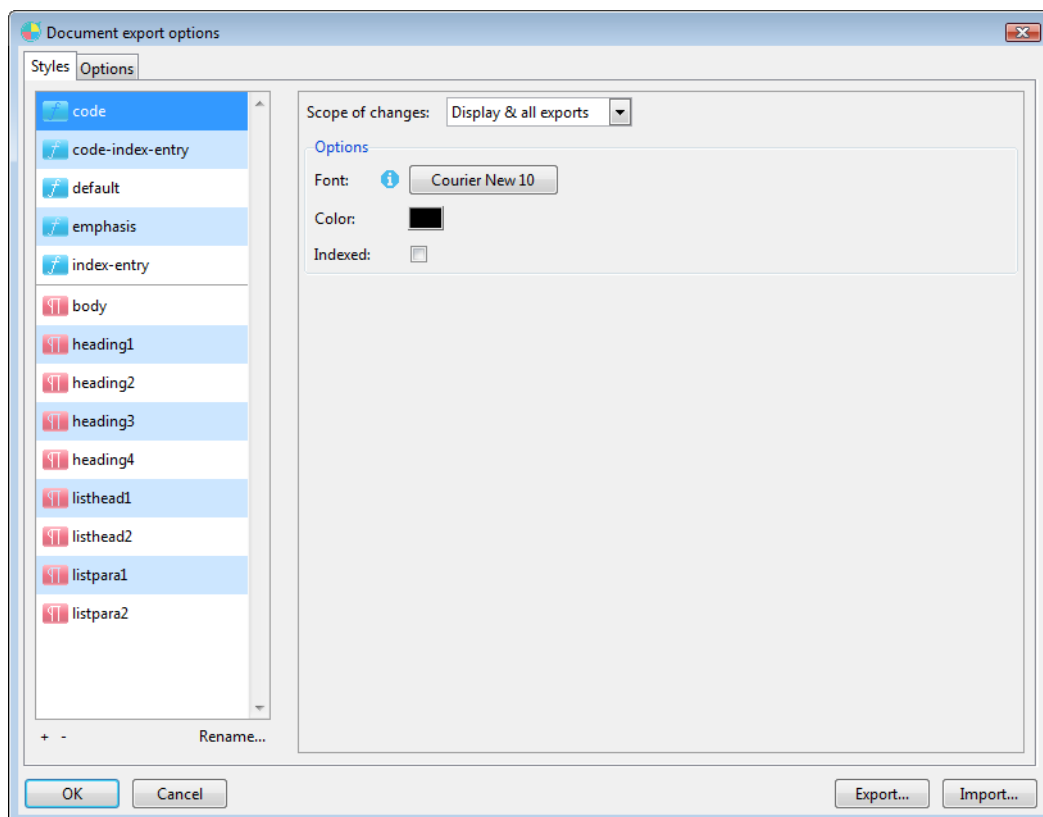 Document export options
Styles Options
code
code-index-entry
default
emphasis
index-entry
body
heading1
heading2
heading3
heading4
listhead1
listhead2
listpara1
listpara2
+ - Rename...
Scope of changes: Display & all exports
Options
Font: Courier New 10
Color:
Indexed:
OK Cancel Export... Import...